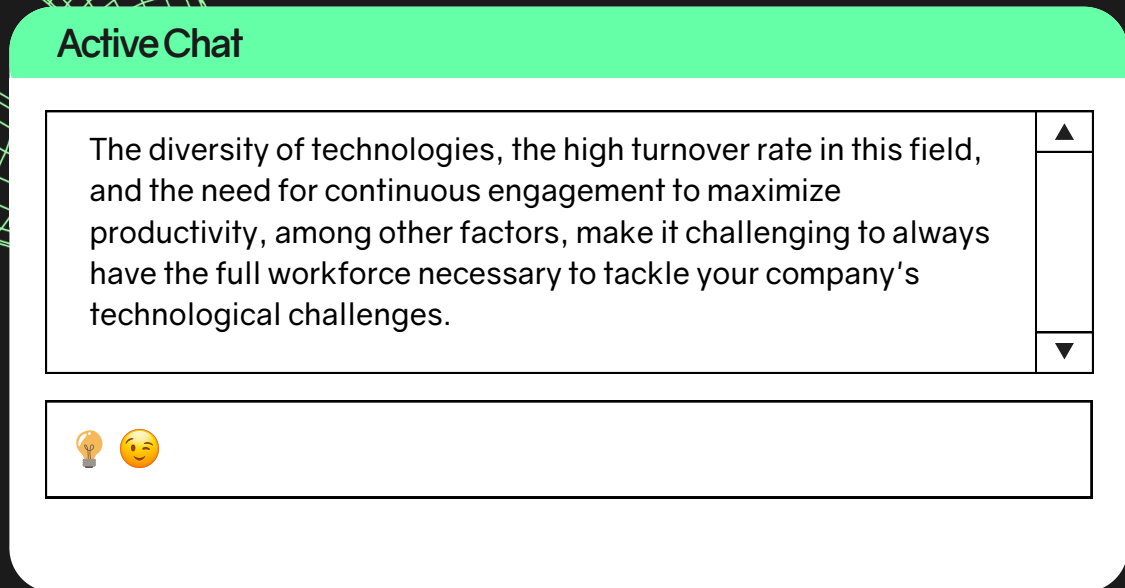 Active Chat
The diversity of technologies, the high turnover rate in this field,
and the need for continuous engagement to maximize
productivity, among other factors, make it challenging to always
have the full workforce necessary to tackle your company's
technological challenges.